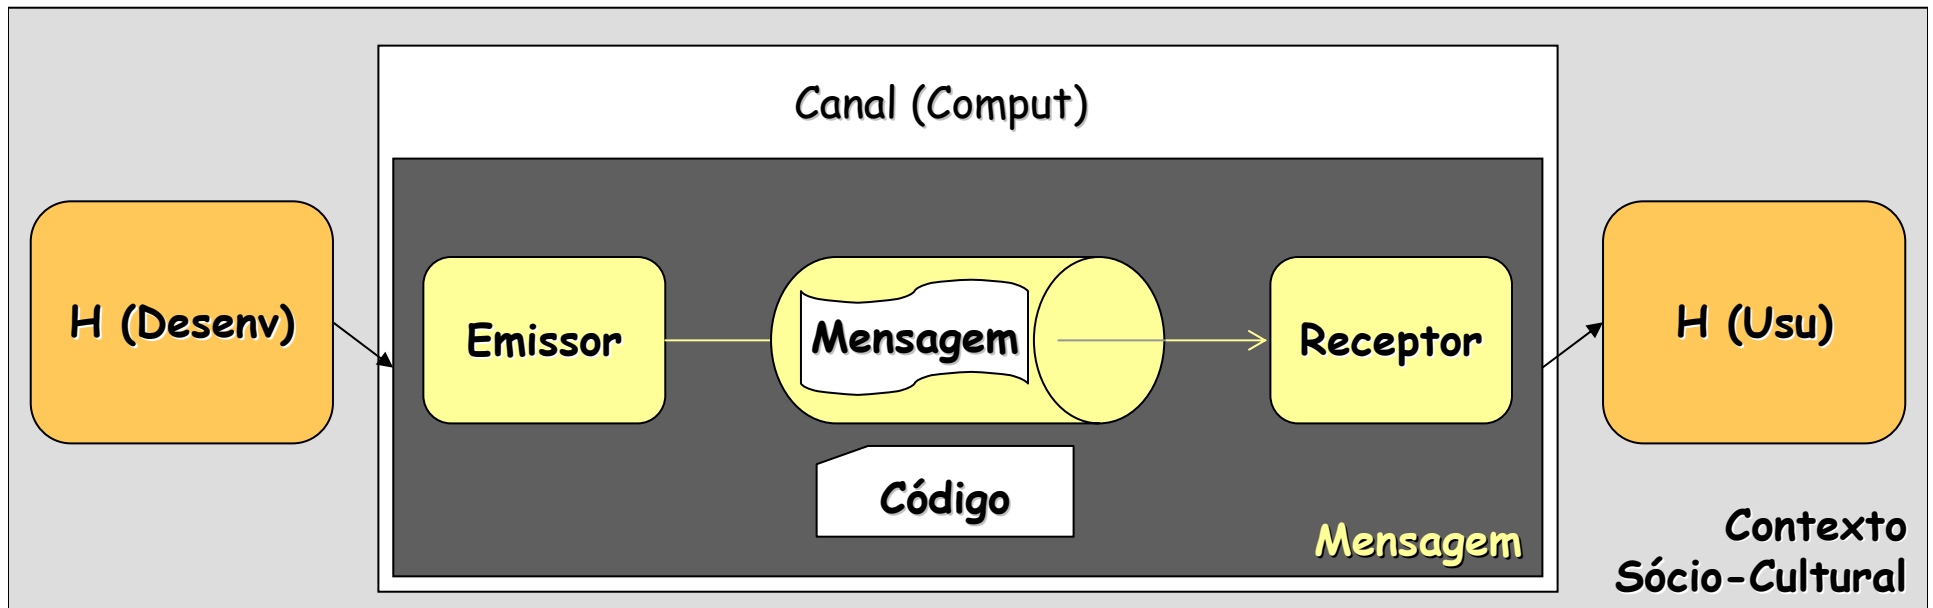 Canal (Comput)
H (Desenv)
Emissor
Mensagem
Receptor
H (Usu)
Código
Mensagem
Contexto
Sócio-Cultural